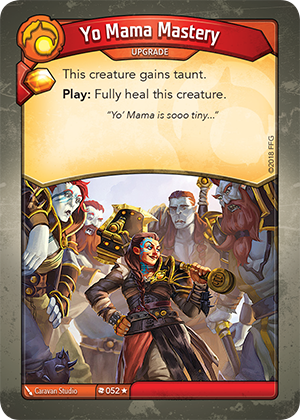 Yo Mama Mastery
UPGRADE
This creature gains taunt.
Play: Fully heal this creature.
"Yo' Mama is sooo tiny..."
©2018 FFG
Caravan Studio
052★